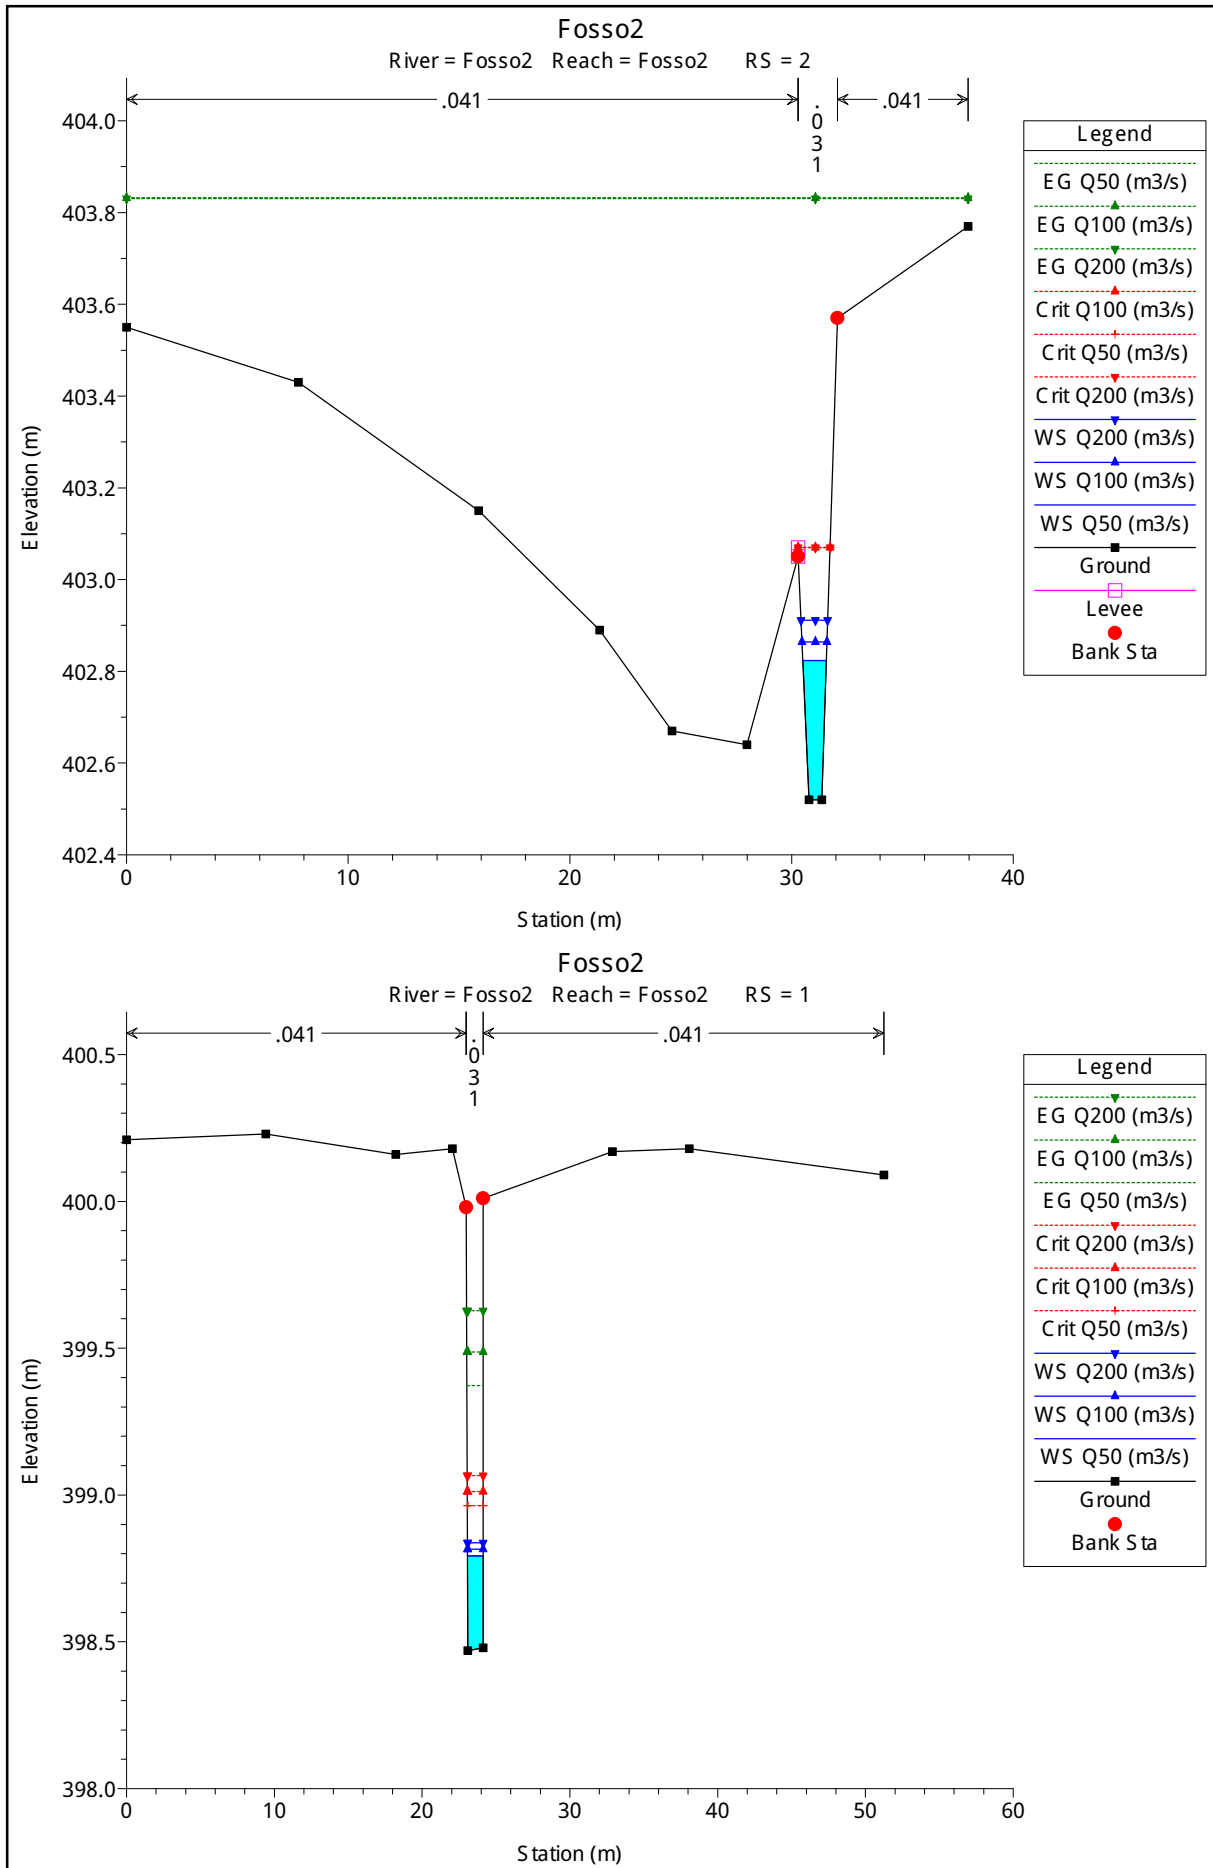 Fosso2
River = Fosso2 Reach = Fosso2 RS = 2
.041
.031
.041
404.0
403.8
403.6
403.4
403.2
403.0
402.8
402.6
402.4
Elevation (m)
0 10 20 30 40
Station (m)
Legend
EG Q50 (m3/s)
EG Q100 (m3/s)
EG Q200 (m3/s)
Crit Q100 (m3/s)
Crit Q50 (m3/s)
Crit Q200 (m3/s)
WS Q200 (m3/s)
WS Q100 (m3/s)
WS Q50 (m3/s)
Ground
Levee
Bank Sta
Fosso2
River = Fosso2 Reach = Fosso2 RS = 1
.041
.031
.041
400.5
400.0
399.5
399.0
398.5
398.0
Elevation (m)
0 10 20 30 40 50 60
Station (m)
Legend
EG Q200 (m3/s)
EG Q100 (m3/s)
EG Q50 (m3/s)
Crit Q200 (m3/s)
Crit Q100 (m3/s)
Crit Q50 (m3/s)
WS Q200 (m3/s)
WS Q100 (m3/s)
WS Q50 (m3/s)
Ground
Bank Sta